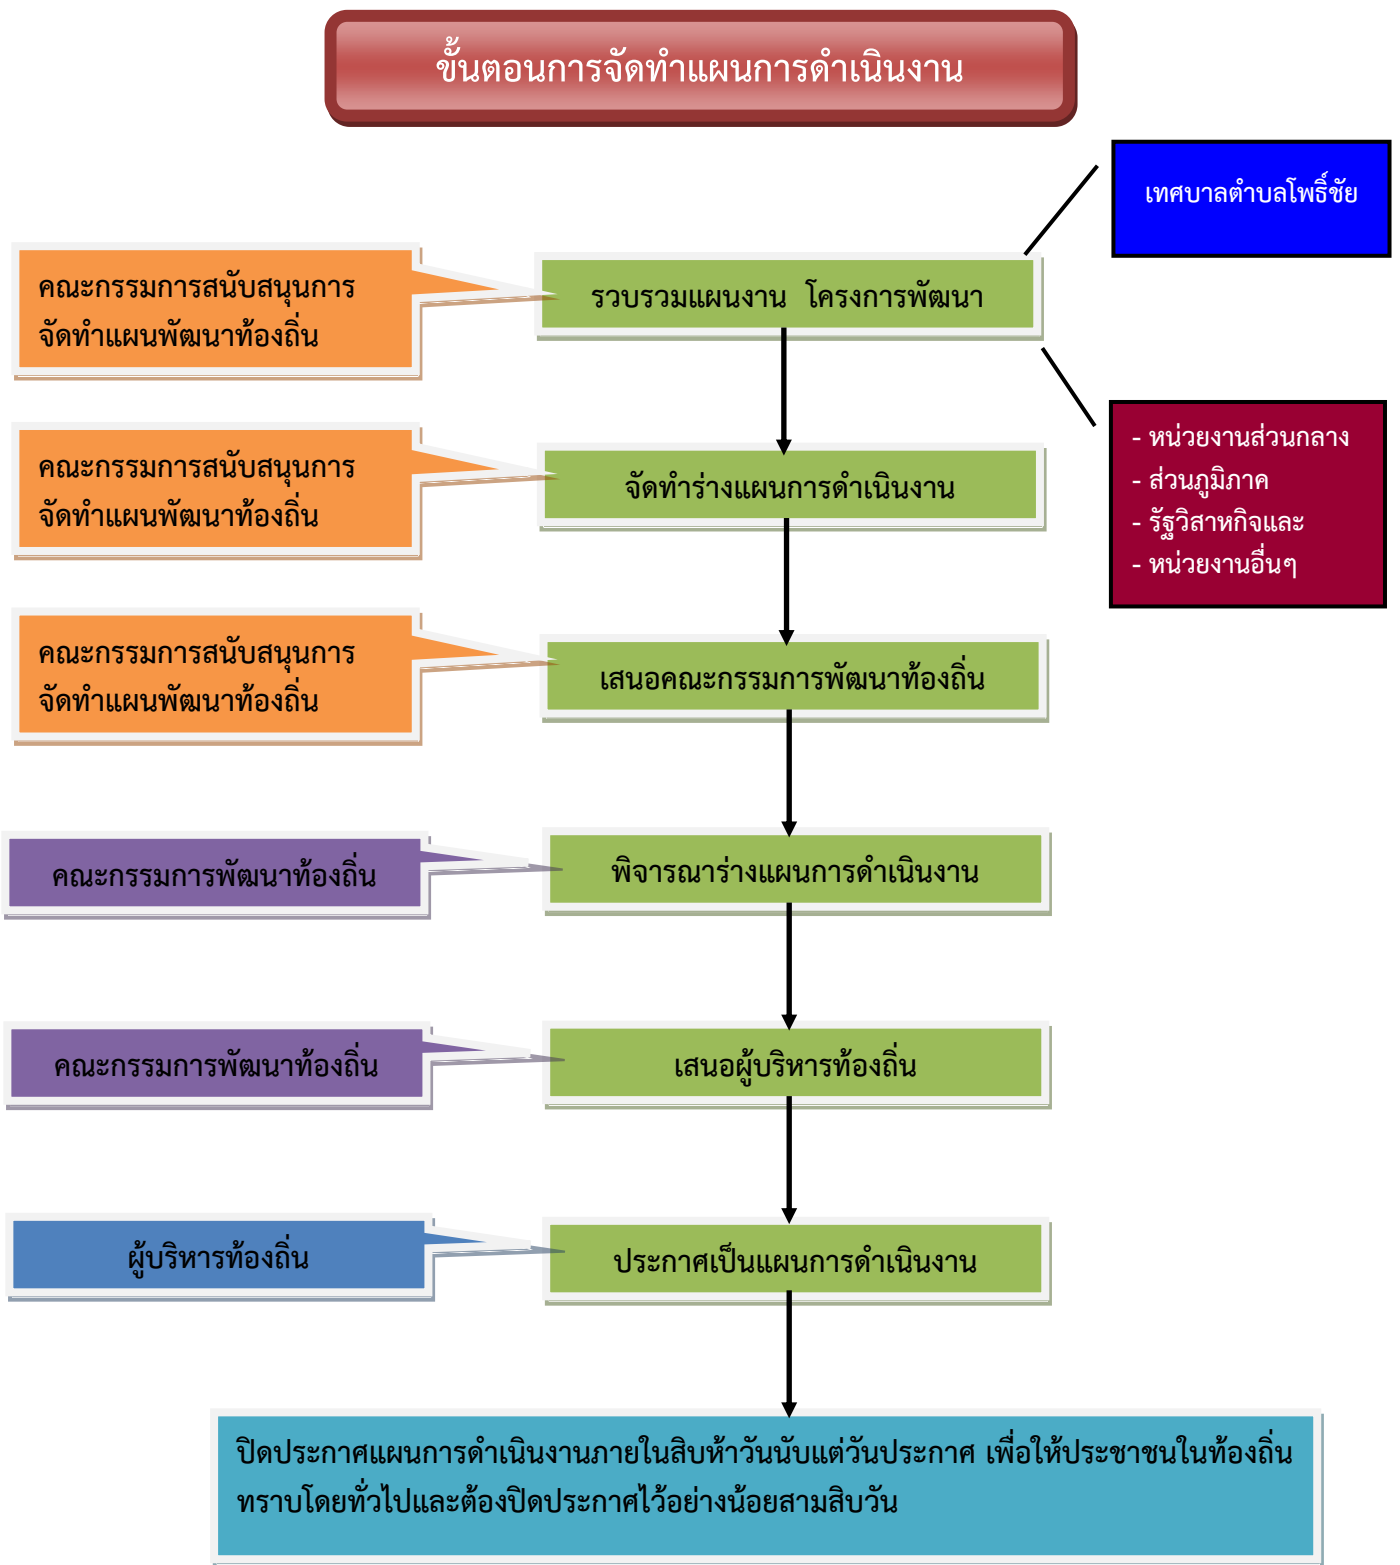 ขั้นตอนการจัดทำแผนการดำเนินงาน
เทศบาลตำบลโพธิ์ชัย
คณะกรรมการสนับสนุนการ
จัดทำแผนพัฒนาท้องถิ่น
รวบรวมแผนงาน โครงการพัฒนา
- หน่วยงานส่วนกลาง
- ส่วนภูมิภาค
- รัฐวิสาหกิจและ
- หน่วยงานอื่นๆ
คณะกรรมการสนับสนุนการ
จัดทำแผนพัฒนาท้องถิ่น
จัดทำร่างแผนการดำเนินงาน
คณะกรรมการสนับสนุนการ
จัดทำแผนพัฒนาท้องถิ่น
เสนอคณะกรรมการพัฒนาท้องถิ่น
คณะกรรมการพัฒนาท้องถิ่น
พิจารณาร่างแผนการดำเนินงาน
คณะกรรมการพัฒนาท้องถิ่น
เสนอผู้บริหารท้องถิ่น
ผู้บริหารท้องถิ่น
ประกาศเป็นแผนการดำเนินงาน
ปิดประกาศแผนการดำเนินงานภายในสิบห้าวันนับแต่วันประกาศ เพื่อให้ประชาชนในท้องถิ่น
ทราบโดยทั่วไปและต้องปิดประกาศไว้อย่างน้อยสามสิบวัน